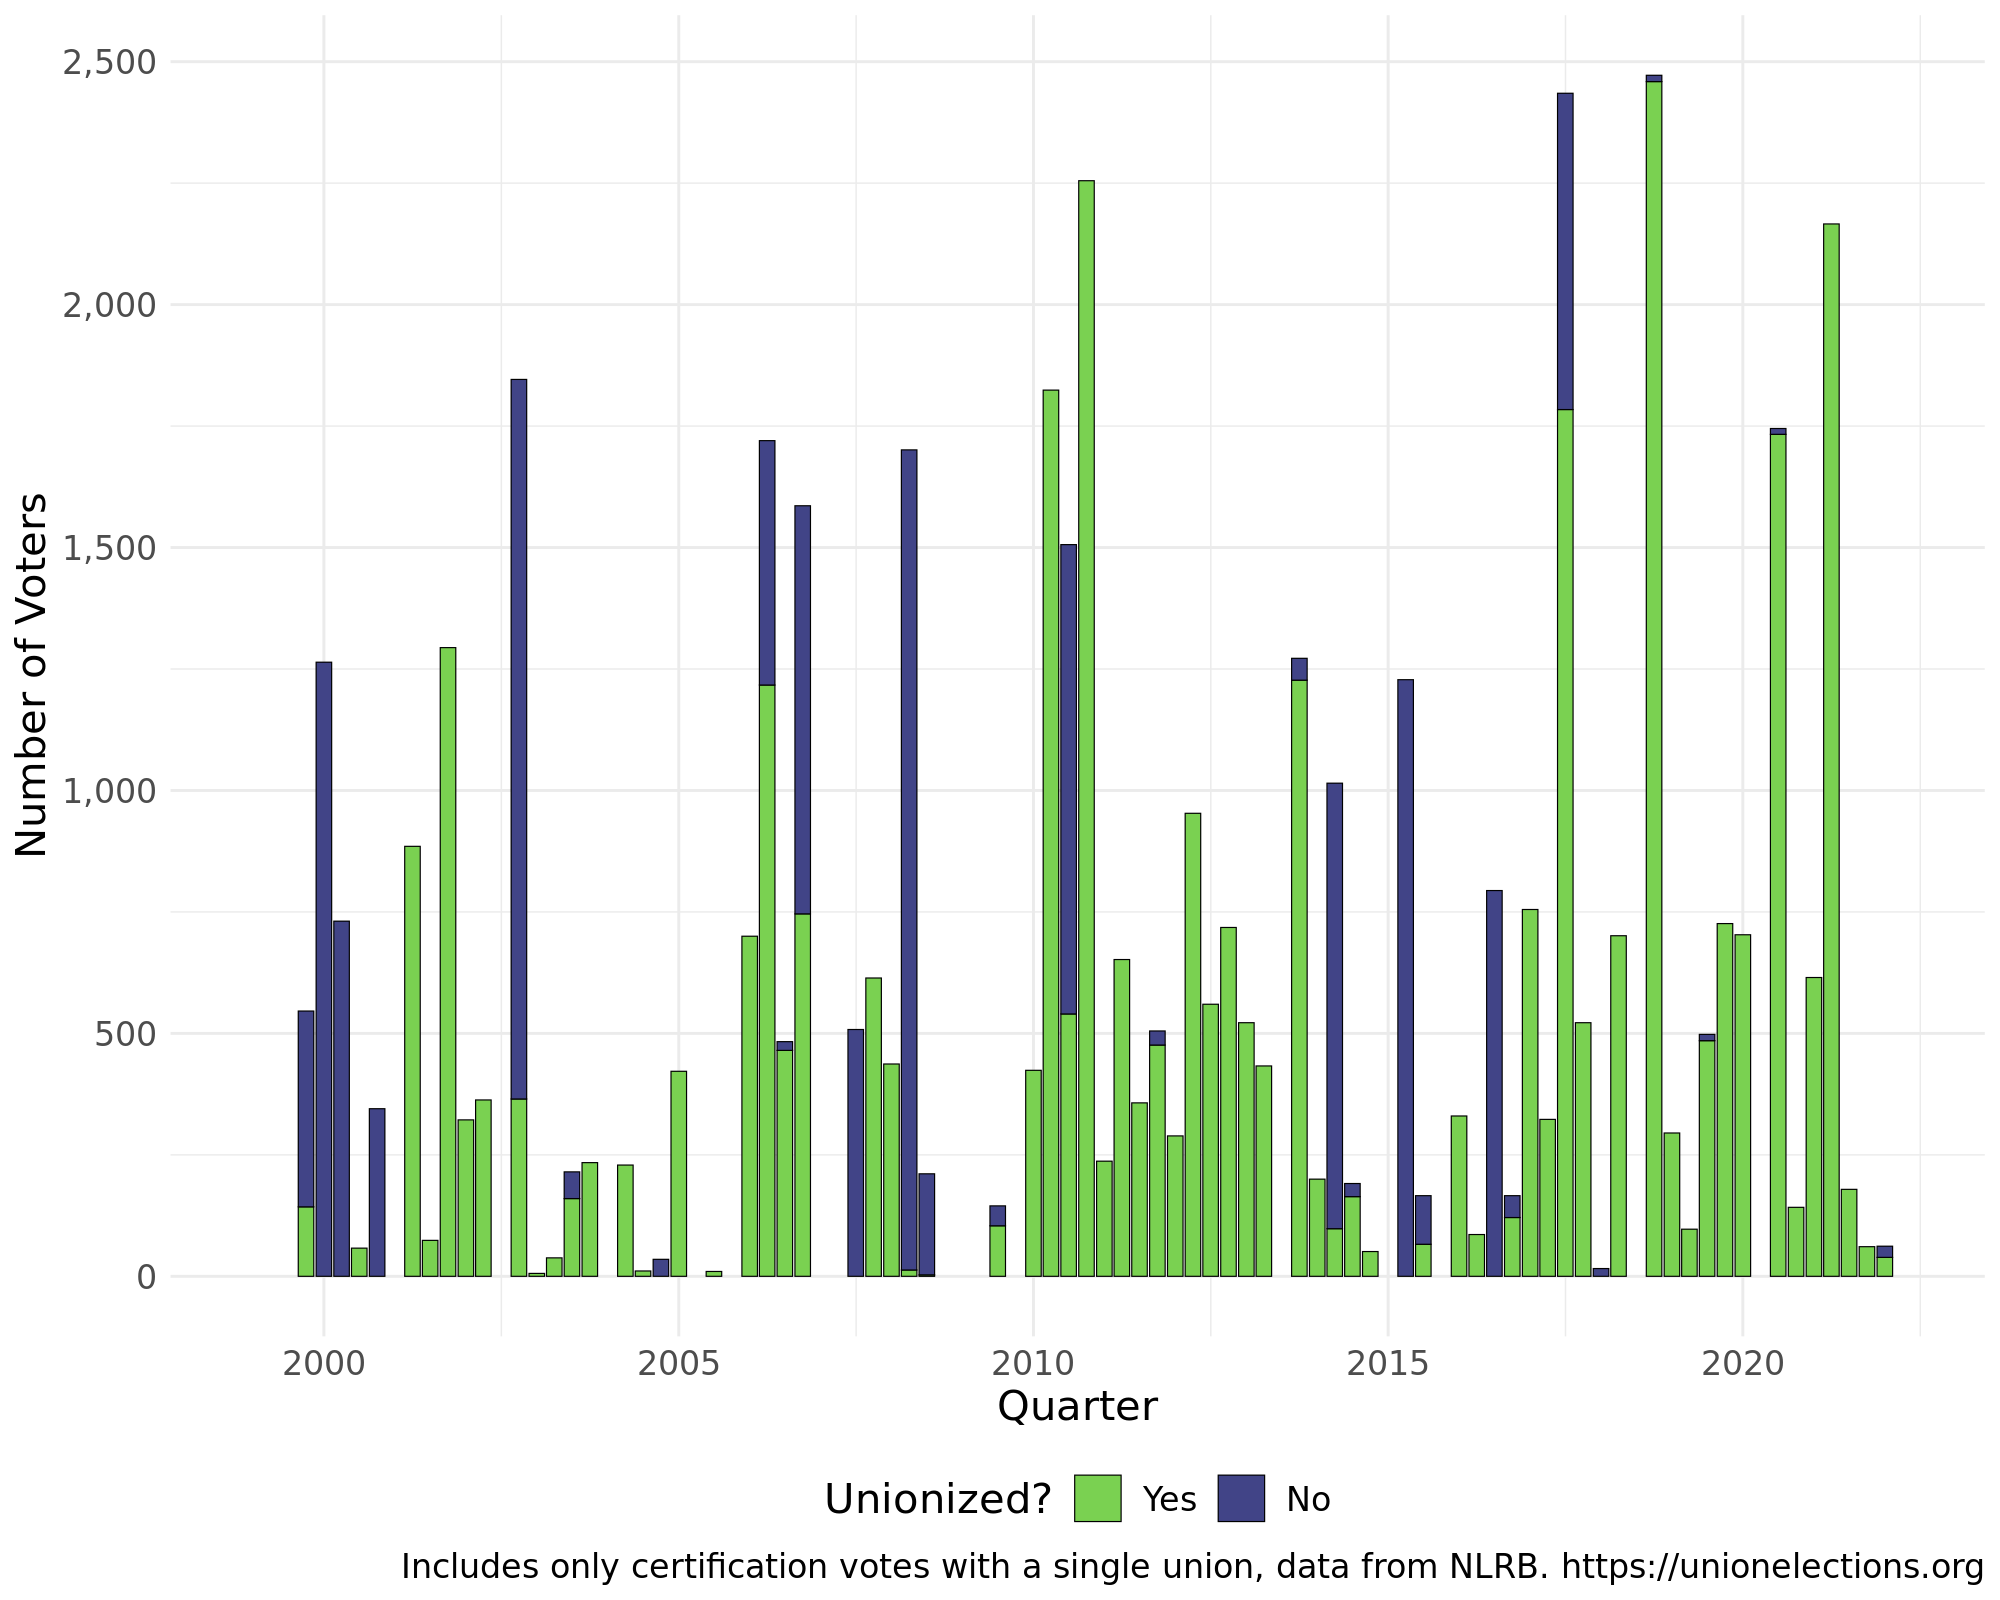 2,500
2,000
1,500
1,000
500
0
Number of Voters
2000 2005 2010 2015 2020
Quarter
Unionized? Yes No
Includes only certification votes with a single union, data from NLRB. https://unionelections.org